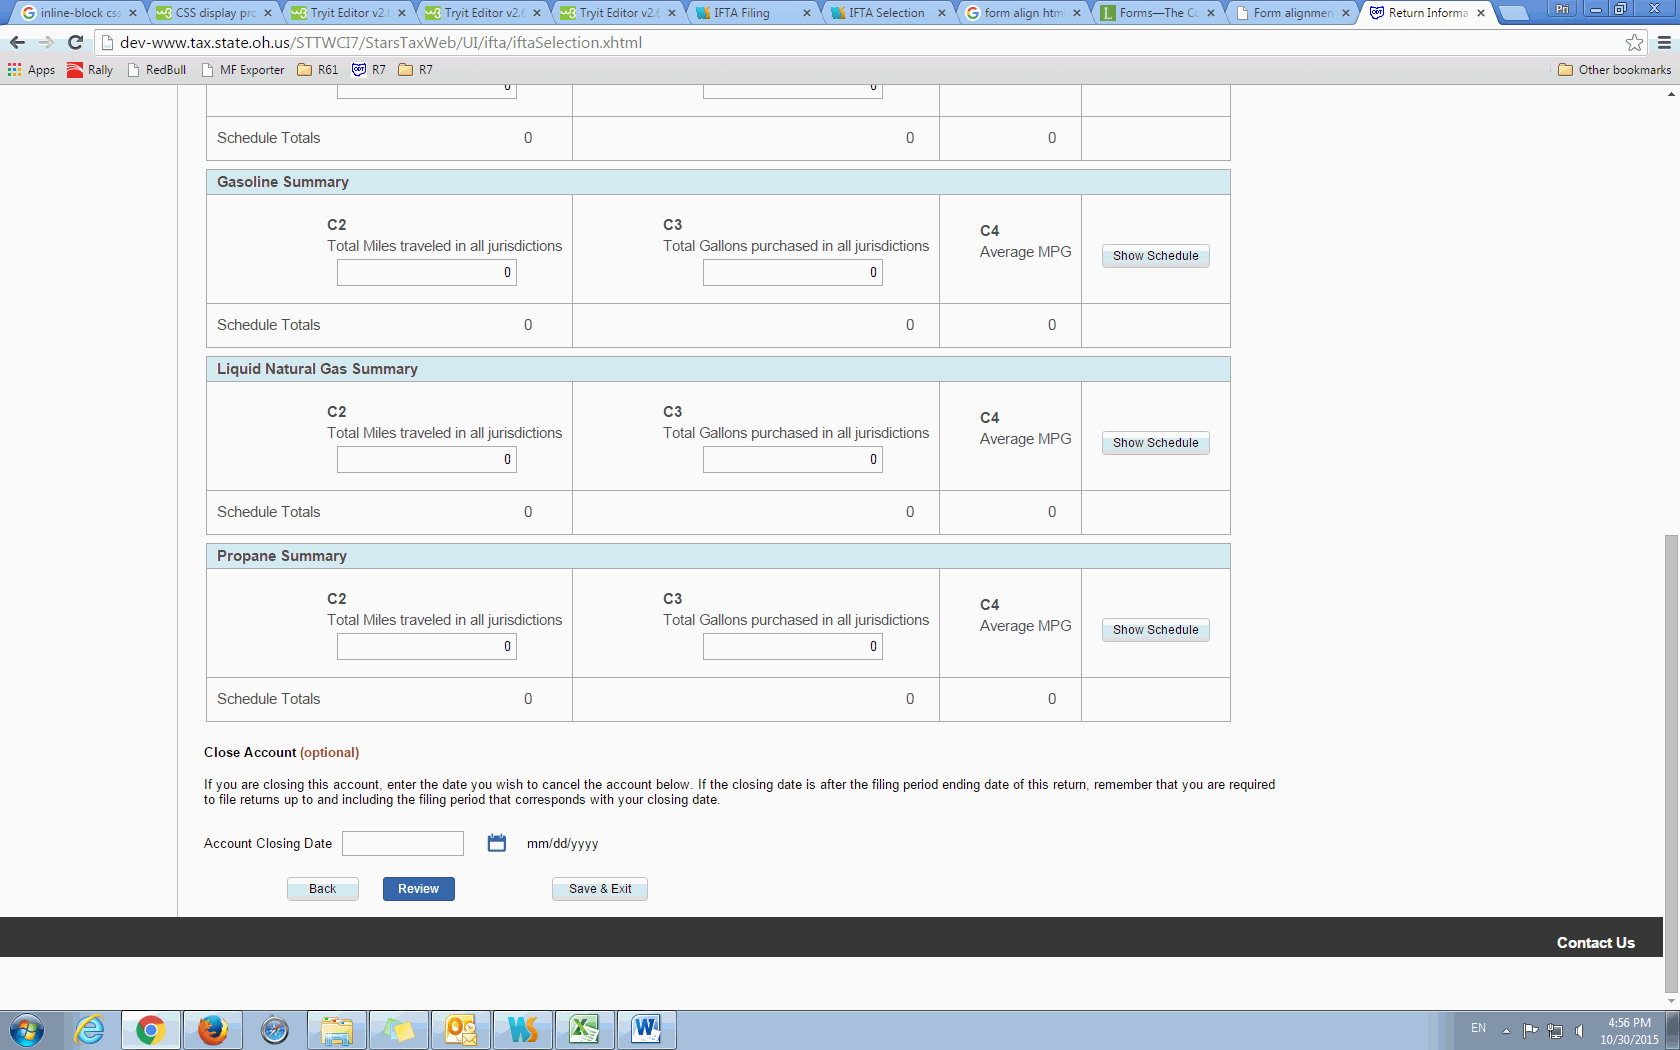 inline-block css
CSS display pro
Tryit Editor v2.6
Tryit Editor v2.6
Tryit Editor v2.6
IFTA Filing
IFTA Selection
form align html
Forms—The Co
Form alignmen
Return Informa
Pri
dev-www.tax.state.oh.us/STTWCI7/StarsTaxWeb/UI/ifta/iftaSelection.xhtml
Apps Rally RedBull MF Exporter R61 R7 R7 Other bookmarks
0 0
Schedule Totals 0 0 0
Gasoline Summary
C2 C3 C4
Total Miles traveled in all jurisdictions Total Gallons purchased in all jurisdictions Average MPG Show Schedule
0 0
Schedule Totals 0 0 0
Liquid Natural Gas Summary
C2 C3 C4
Total Miles traveled in all jurisdictions Total Gallons purchased in all jurisdictions Average MPG Show Schedule
0 0
Schedule Totals 0 0 0
Propane Summary
C2 C3 C4
Total Miles traveled in all jurisdictions Total Gallons purchased in all jurisdictions Average MPG Show Schedule
0 0
Schedule Totals 0 0 0
Close Account (optional)
If you are closing this account, enter the date you wish to cancel the account below. If the closing date is after the filing period ending date of this return, remember that you are required
to file returns up to and including the filing period that corresponds with your closing date.
Account Closing Date mm/dd/yyyy
Back Review Save & Exit
Contact Us
EN 4:56 PM
10/30/2015